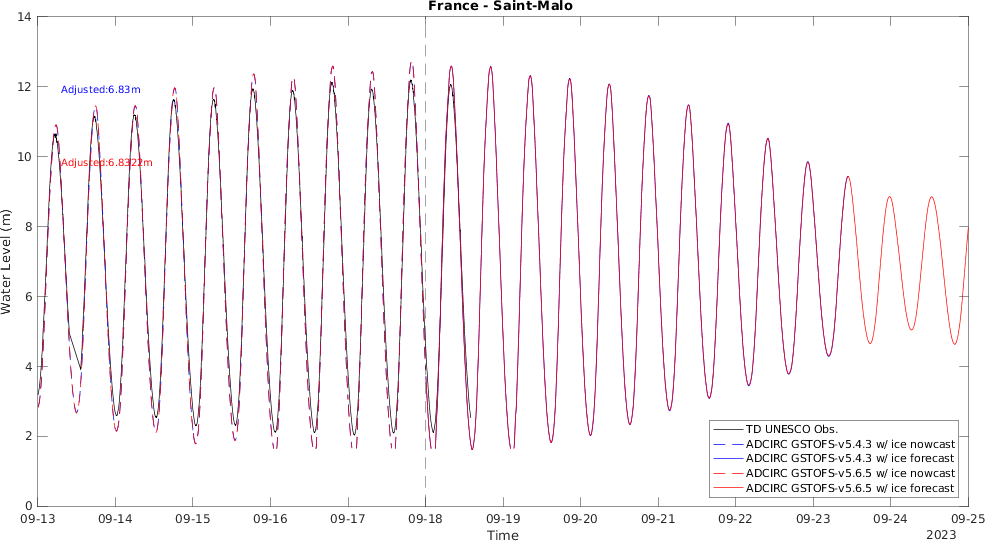 France - Saint-Malo
14
12
10
8
6
4
2
0
Water Level (m)
Adjusted:6.83m
Adjusted:6.8322m
TD UNESCO Obs.
ADCIRC GSTOFS-v5.4.3 w/ ice nowcast
ADCIRC GSTOFS-v5.4.3 w/ ice forecast
ADCIRC GSTOFS-v5.6.5 w/ ice nowcast
ADCIRC GSTOFS-v5.6.5 w/ ice forecast
09-13 09-14 09-15 09-16 09-17 09-18 09-19 09-20 09-21 09-22 09-23 09-24 09-25
Time
2023